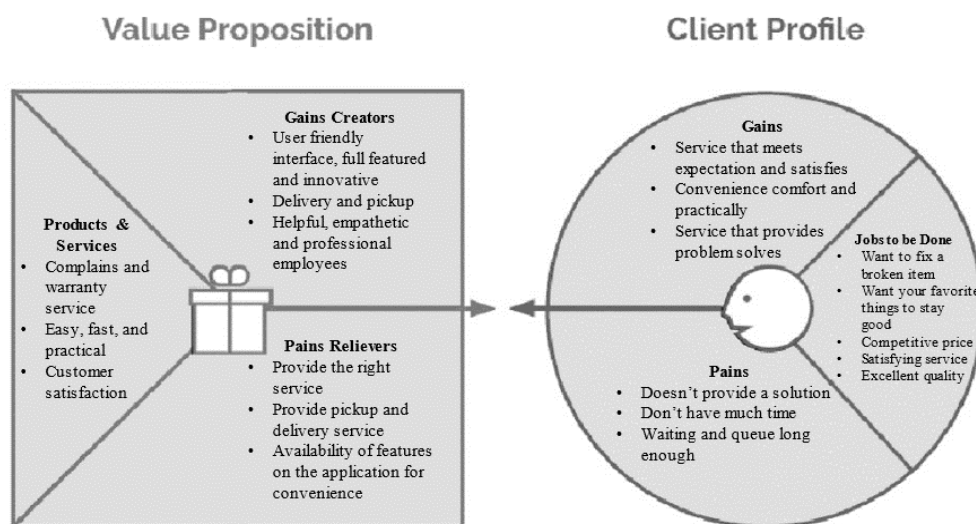 Value Proposition
Client Profile
Gains Creators
• User friendly
interface, full featured
and innovative
• Delivery and pickup
• Helpful, empathetic
and professional
employees
Products &
Services
• Complains and
warranty
service
• Easy, fast, and
practical
• Customer
satisfaction
Pains Relievers
• Provide the right
service
• Provide pickup and
delivery service
• Availability of features
on the application for
convenience
Gains
• Service that meets
expectation and satisfies
• Convenience comfort and
practically
• Service that provides
problem solves
Jobs to be Done
• Want to fix a
broken item
• Want your favorite
things to stay
good
• Competitive price
• Satisfying service
• Excellent quality
Pains
• Doesn’t provide a solution
• Don’t have much time
• Waiting and queue long
enough